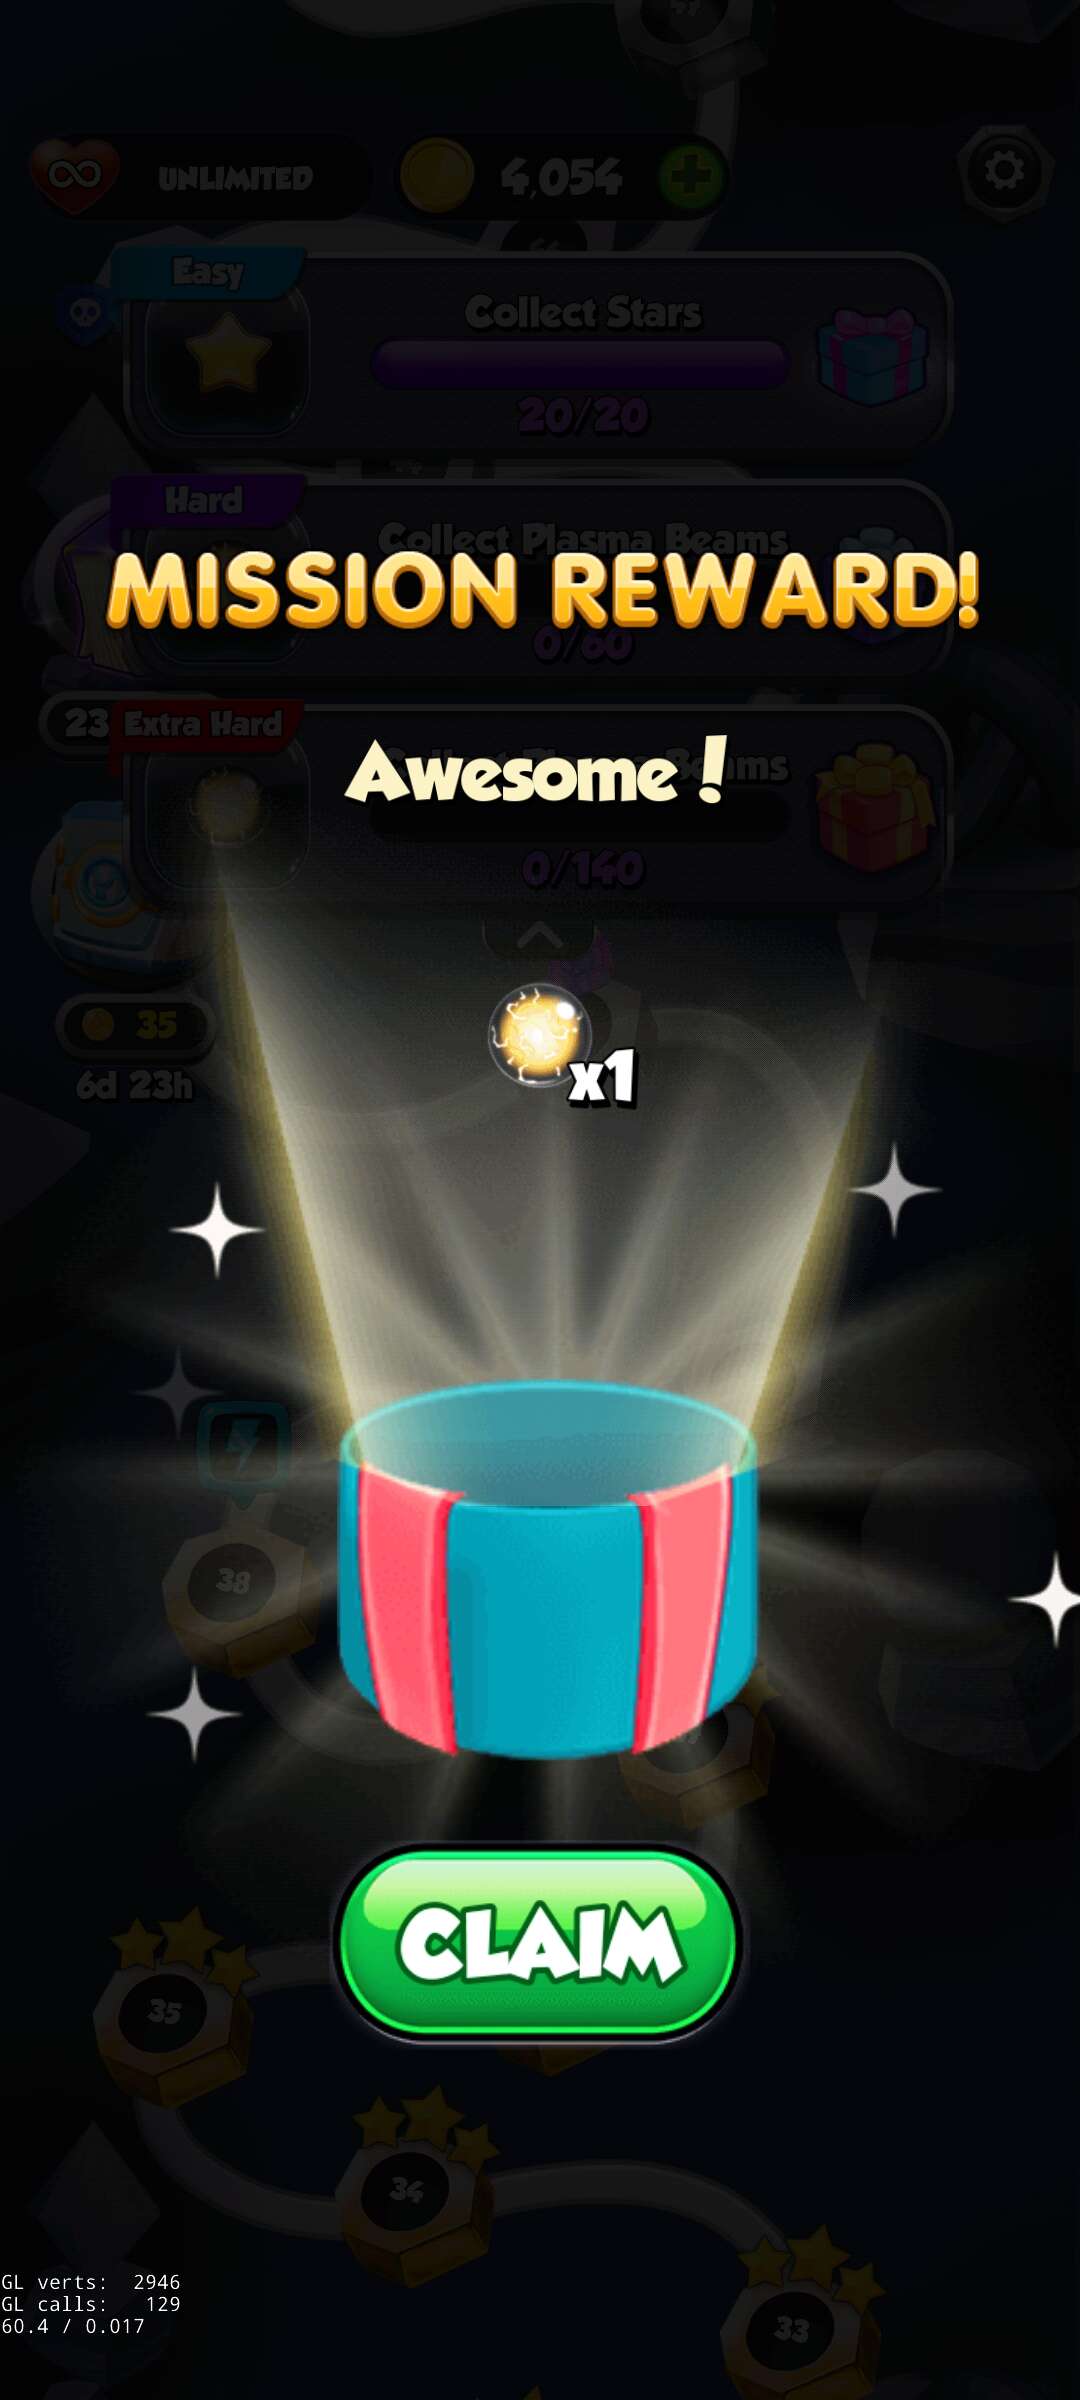 UNLIMITED
4,054
Easy
Collect Stars
20/20
Hard
Collect Plasma Beams
MISSION REWARD!
0/60
23
Extra Hard
Awesome!
0/140
x1
35
6d 23h
38
CLAIM
35
34
33
GL verts: 2946
GL calls: 129
60.4 / 0.017